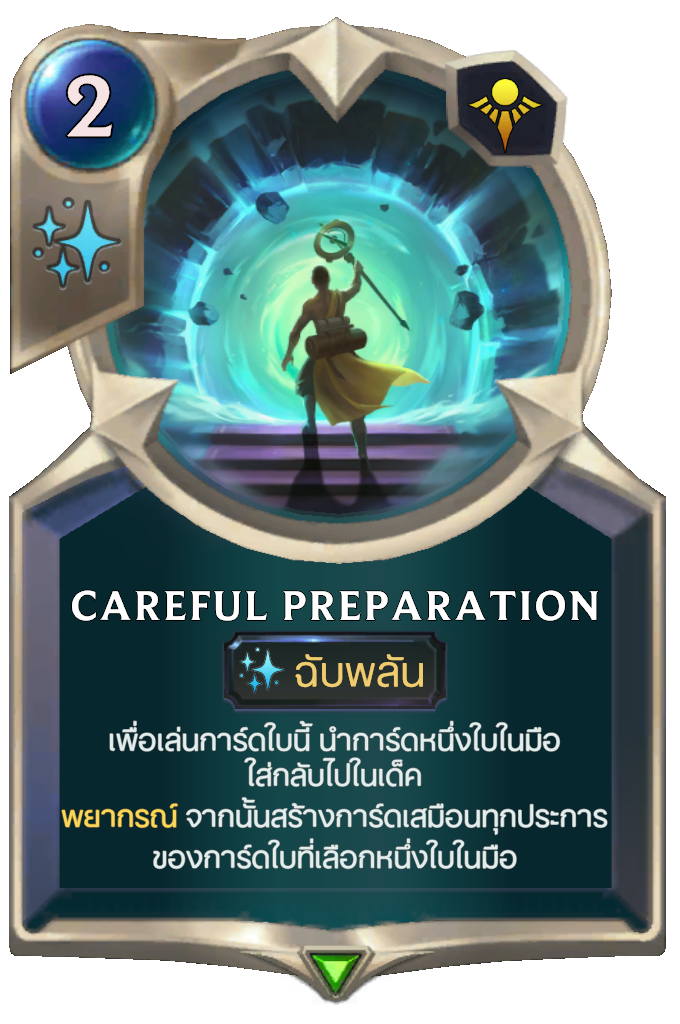 2
CAREFUL PREPARATION
ฉับพลัน
เพื่อเล่นการ์ดใบนี้ นำการ์ดหนึ่งใบในมือ
ใส่กลับไปในเด็ค
พยากรณ์ จากนั้นสร้างการ์ดเสมือนทุกประการ
ของการ์ดใบที่เลือกหนึ่งใบในมือ